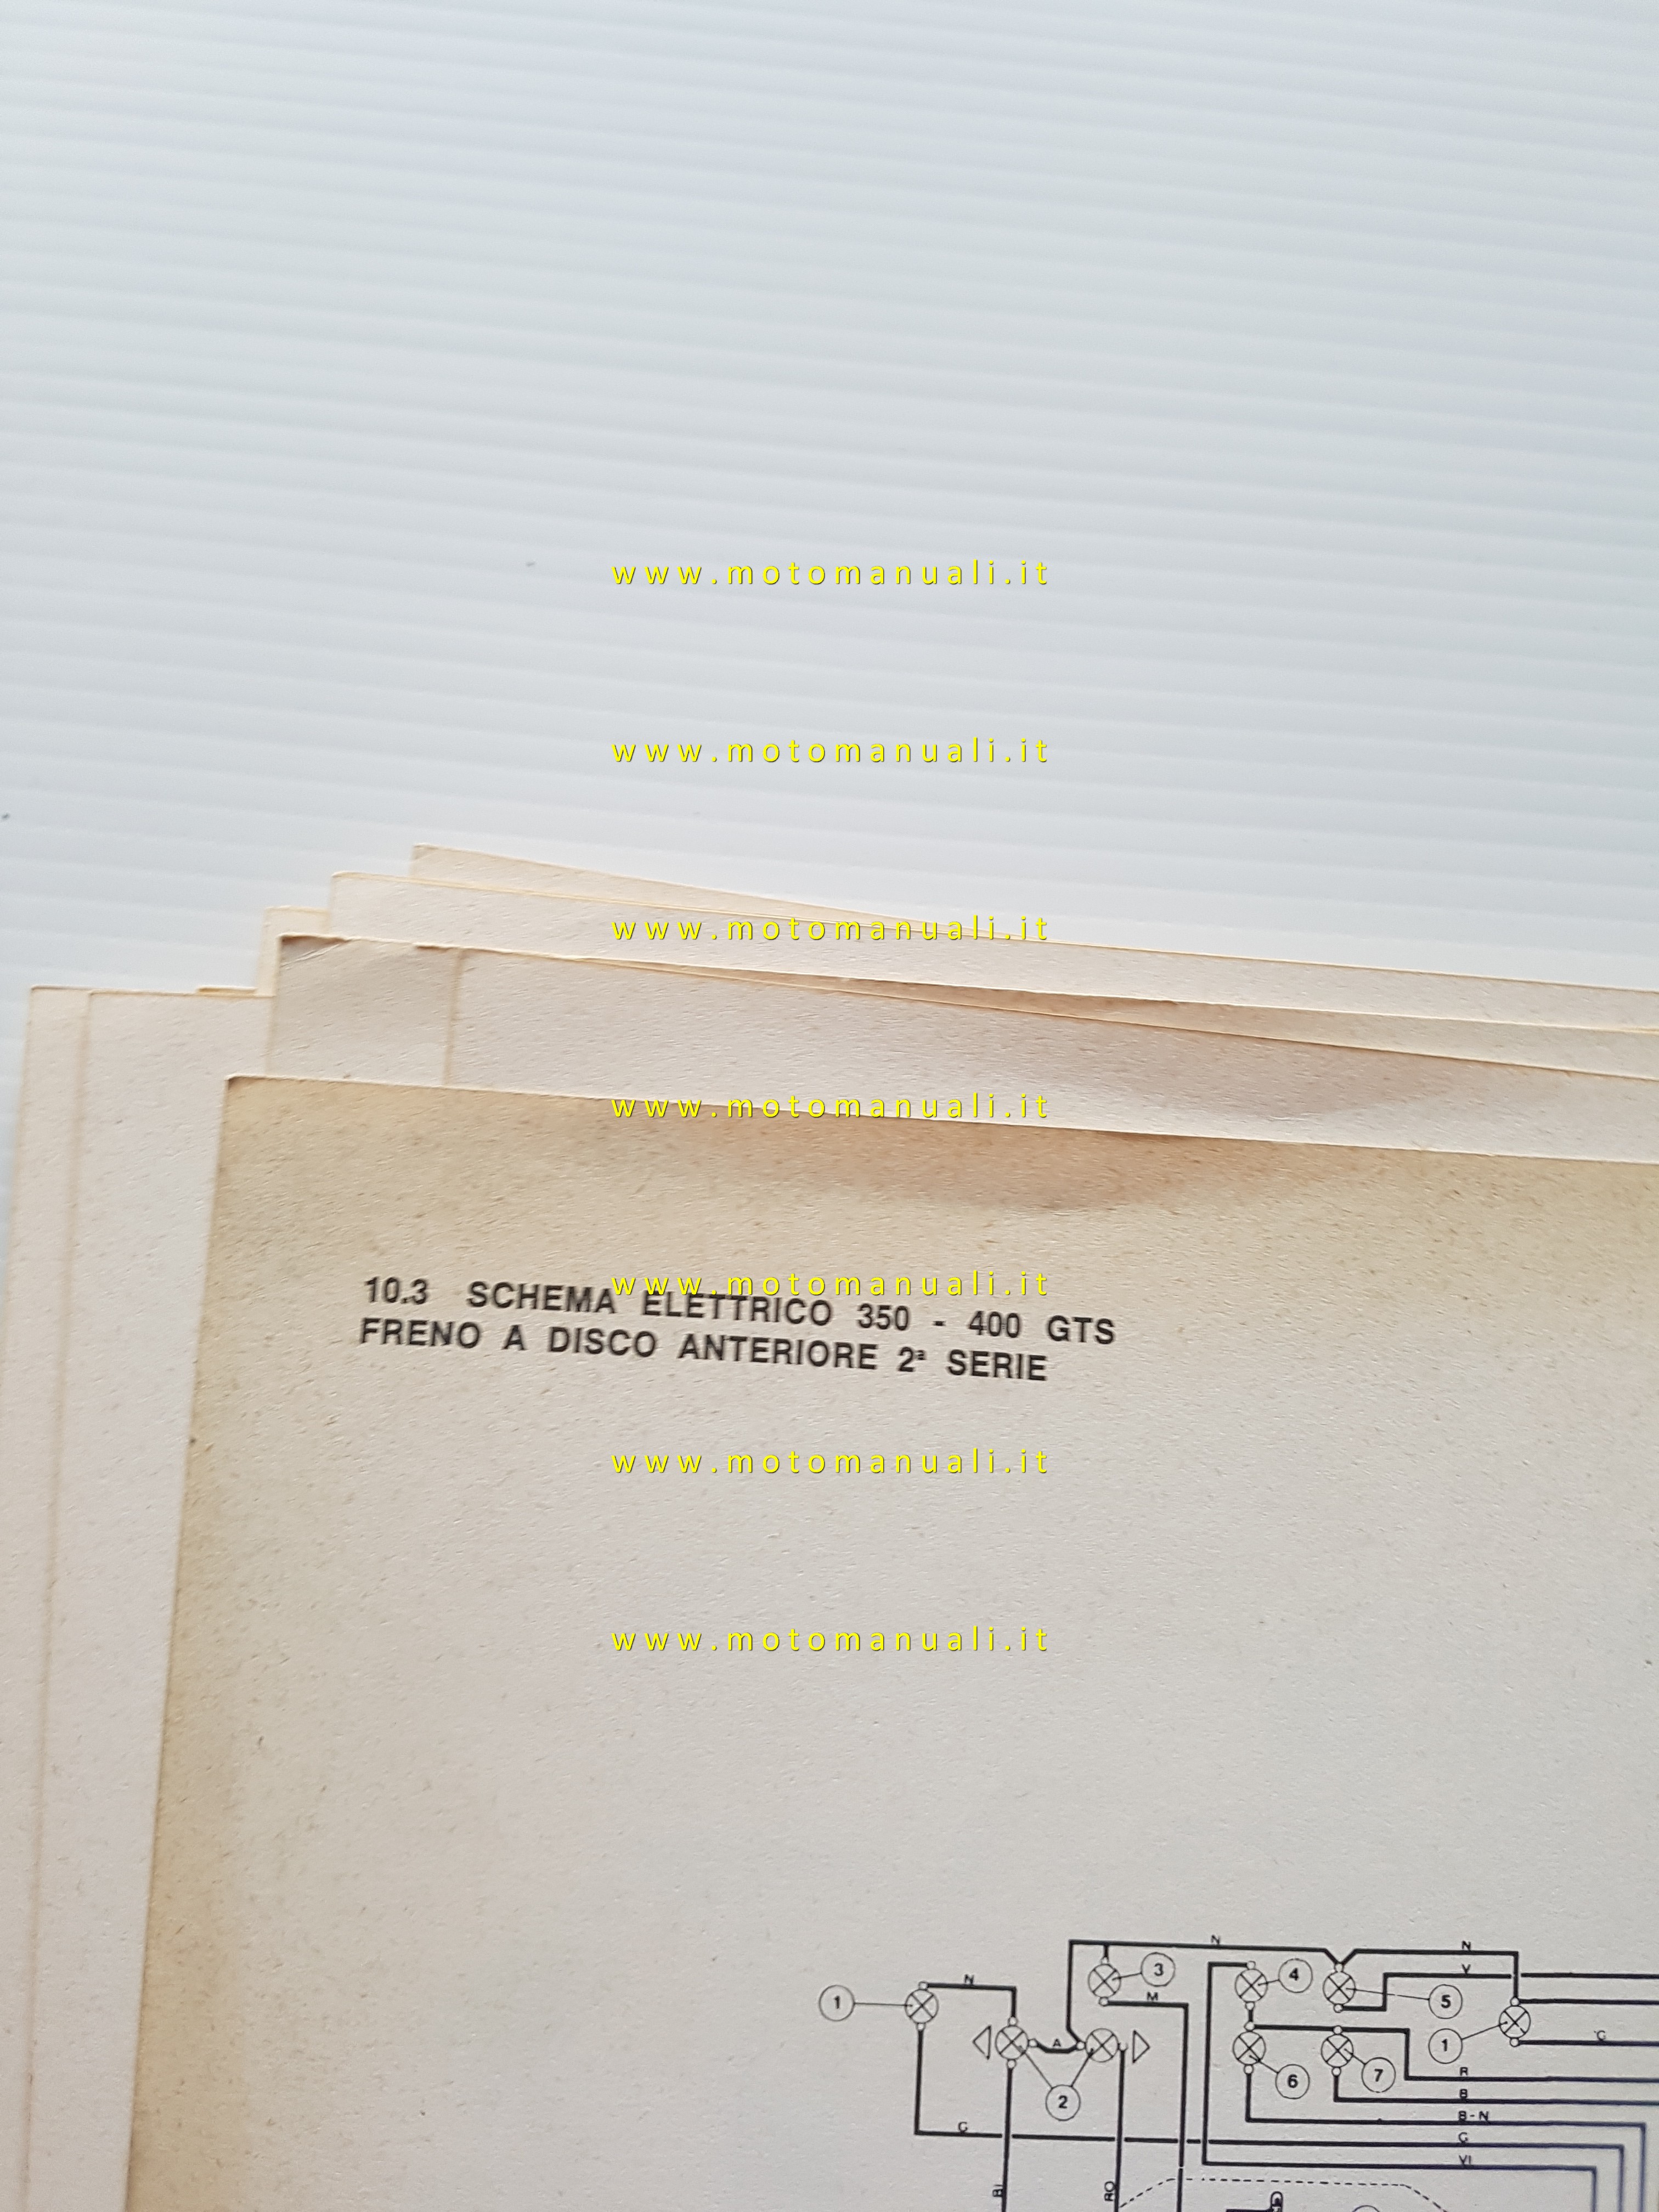 www.motomanuali.it
www.motomanuali.it
www.motomanuali.it
www.motomanuali.it
www.motomanuali.it
10.3 SCHEMA ELETTRICO 350 - 400 GTS
FRENO A DISCO ANTERIORE 2ª SERIE
www.motomanuali.it
www.motomanuali.it
N
N
N
V
3
4
5
1
M
1
A
G
6
7
2
R
B
B-N
G
G
VI
BI
RO